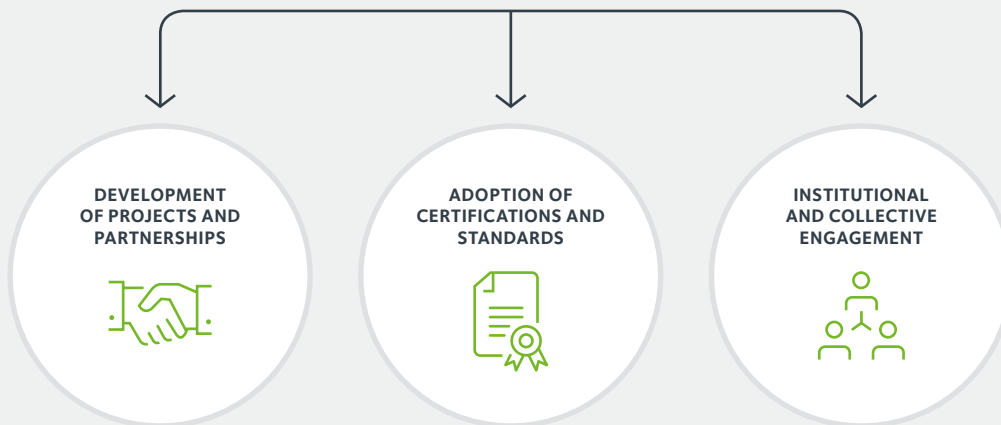 DEVELOPMENT
OF PROJECTS AND
PARTNERSHIPS
ADOPTION OF
CERTIFICATIONS AND
STANDARDS
INSTITUTIONAL
AND COLLECTIVE
ENGAGEMENT